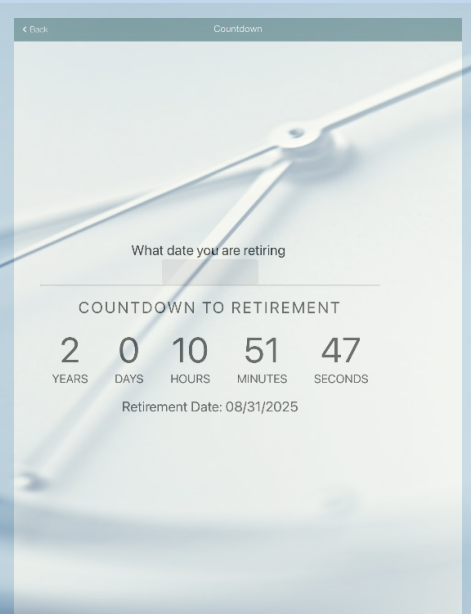 Back
Countdown
What date you are retiring
COUNTDOWN TO RETIREMENT
2 0 10 51 47
YEARS DAYS HOURS MINUTES SECONDS
Retirement Date: 08/31/2025